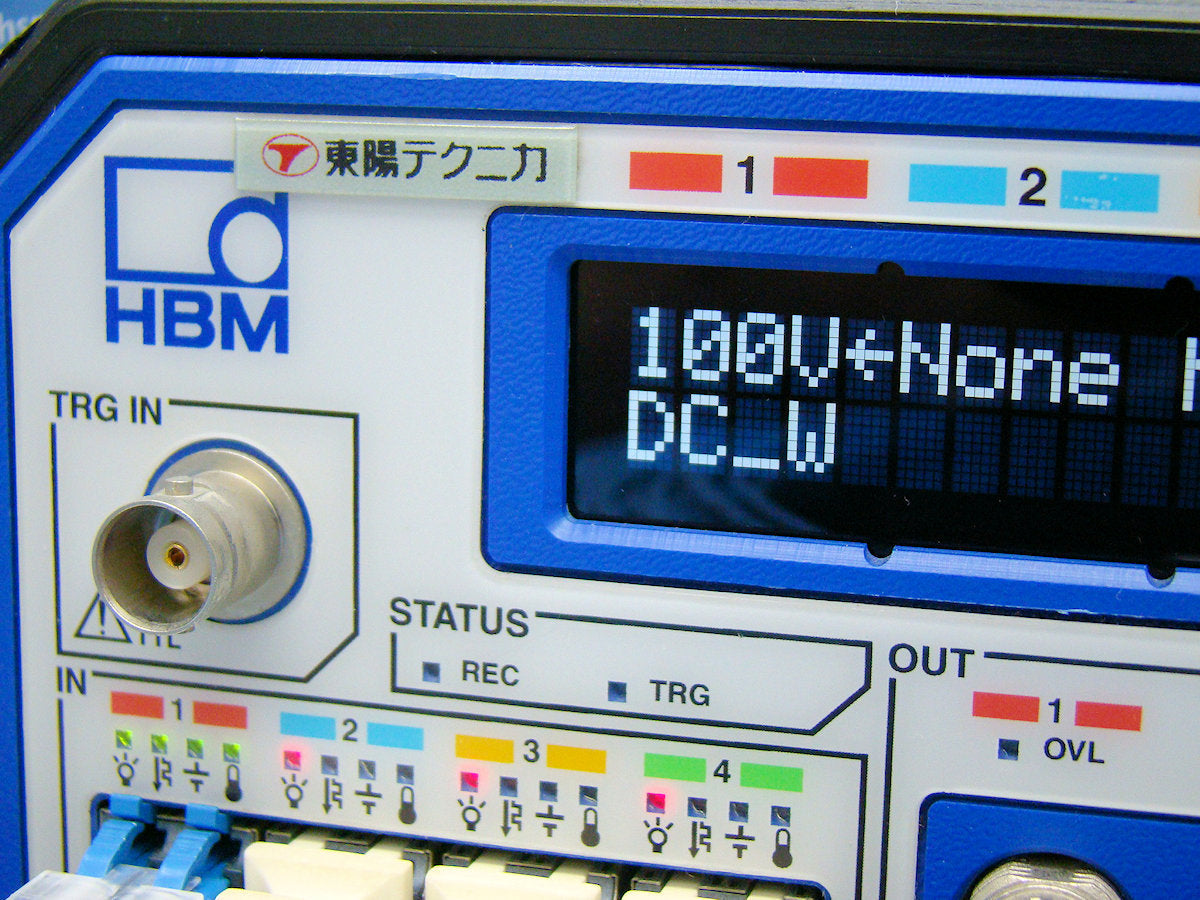 東陽テクニカ
1 2
HBM
100V←None
DC_W
TRG IN
TTL
STATUS
REC TRG
OUT
1
OVL
IN
1 2 3 4